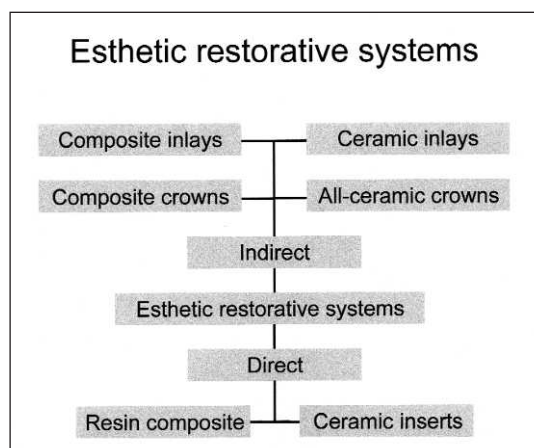 Esthetic restorative systems
Composite inlays
Ceramic inlays
Composite crowns
All-ceramic crowns
Indirect
Esthetic restorative systems
Direct
Resin composite
Ceramic inserts